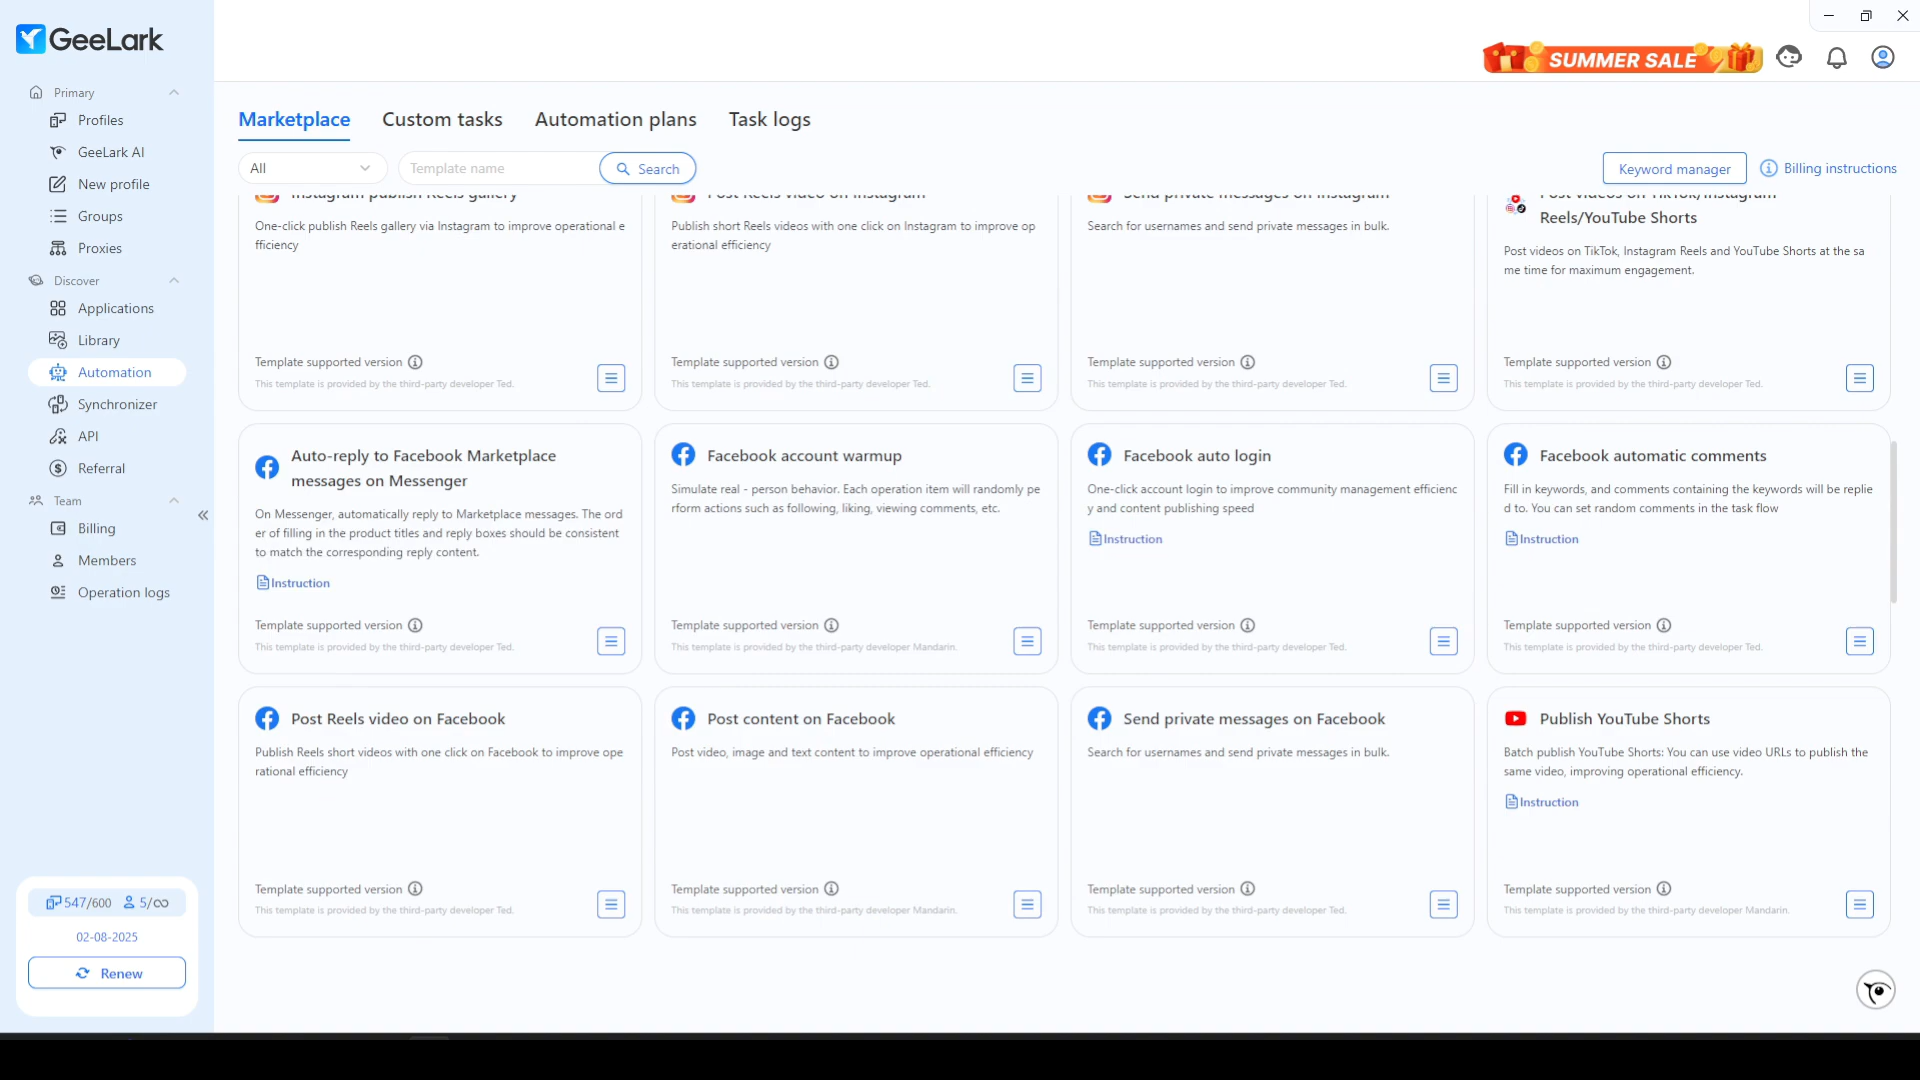 GeeLark
SUMMER SALE
Primary
Profiles
GeeLark AI
New profile
Groups
Proxies
Discover
Applications
Library
Automation
Synchronizer
API
Referral
Team
Billing
Members
Operation logs
547/600 5/∞
02-08-2025
Renew
Marketplace Custom tasks Automation plans Task logs
All Template name Search Keyword manager Billing instructions
Instagram publish Reels gallery
One-click publish Reels gallery via Instagram to improve operational e
fficiency
Template supported version
This template is provided by the third-party developer Ted.
Post Reels video on Instagram
Publish short Reels videos with one click on Instagram to improve op
erational efficiency
Template supported version
This template is provided by the third-party developer Ted.
Send private messages on Instagram
Search for usernames and send private messages in bulk.
Template supported version
This template is provided by the third-party developer Ted.
Post videos on TikTok/Instagram
Reels/YouTube Shorts
Post videos on TikTok, Instagram Reels and YouTube Shorts at the sa
me time for maximum engagement.
Template supported version
This template is provided by the third-party developer Ted.
Auto-reply to Facebook Marketplace
messages on Messenger
On Messenger, automatically reply to Marketplace messages. The ord
er of filling in the product titles and reply boxes should be consistent
to match the corresponding reply content.
Instruction
Template supported version
This template is provided by the third-party developer Ted.
Facebook account warmup
Simulate real - person behavior. Each operation item will randomly pe
rform actions such as following, liking, viewing comments, etc.
Template supported version
This template is provided by the third-party developer Mandarin.
Facebook auto login
One-click account login to improve community management efficienc
y and content publishing speed
Instruction
Template supported version
This template is provided by the third-party developer Ted.
Facebook automatic comments
Fill in keywords, and comments containing the keywords will be replie
d to. You can set random comments in the task flow
Instruction
Template supported version
This template is provided by the third-party developer Ted.
Post Reels video on Facebook
Publish Reels short videos with one click on Facebook to improve ope
rational efficiency
Template supported version
This template is provided by the third-party developer Ted.
Post content on Facebook
Post video, image and text content to improve operational efficiency
Template supported version
This template is provided by the third-party developer Mandarin.
Send private messages on Facebook
Search for usernames and send private messages in bulk.
Template supported version
This template is provided by the third-party developer Ted.
Publish YouTube Shorts
Batch publish YouTube Shorts: You can use video URLs to publish the
same video, improving operational efficiency.
Instruction
Template supported version
This template is provided by the third-party developer Mandarin.